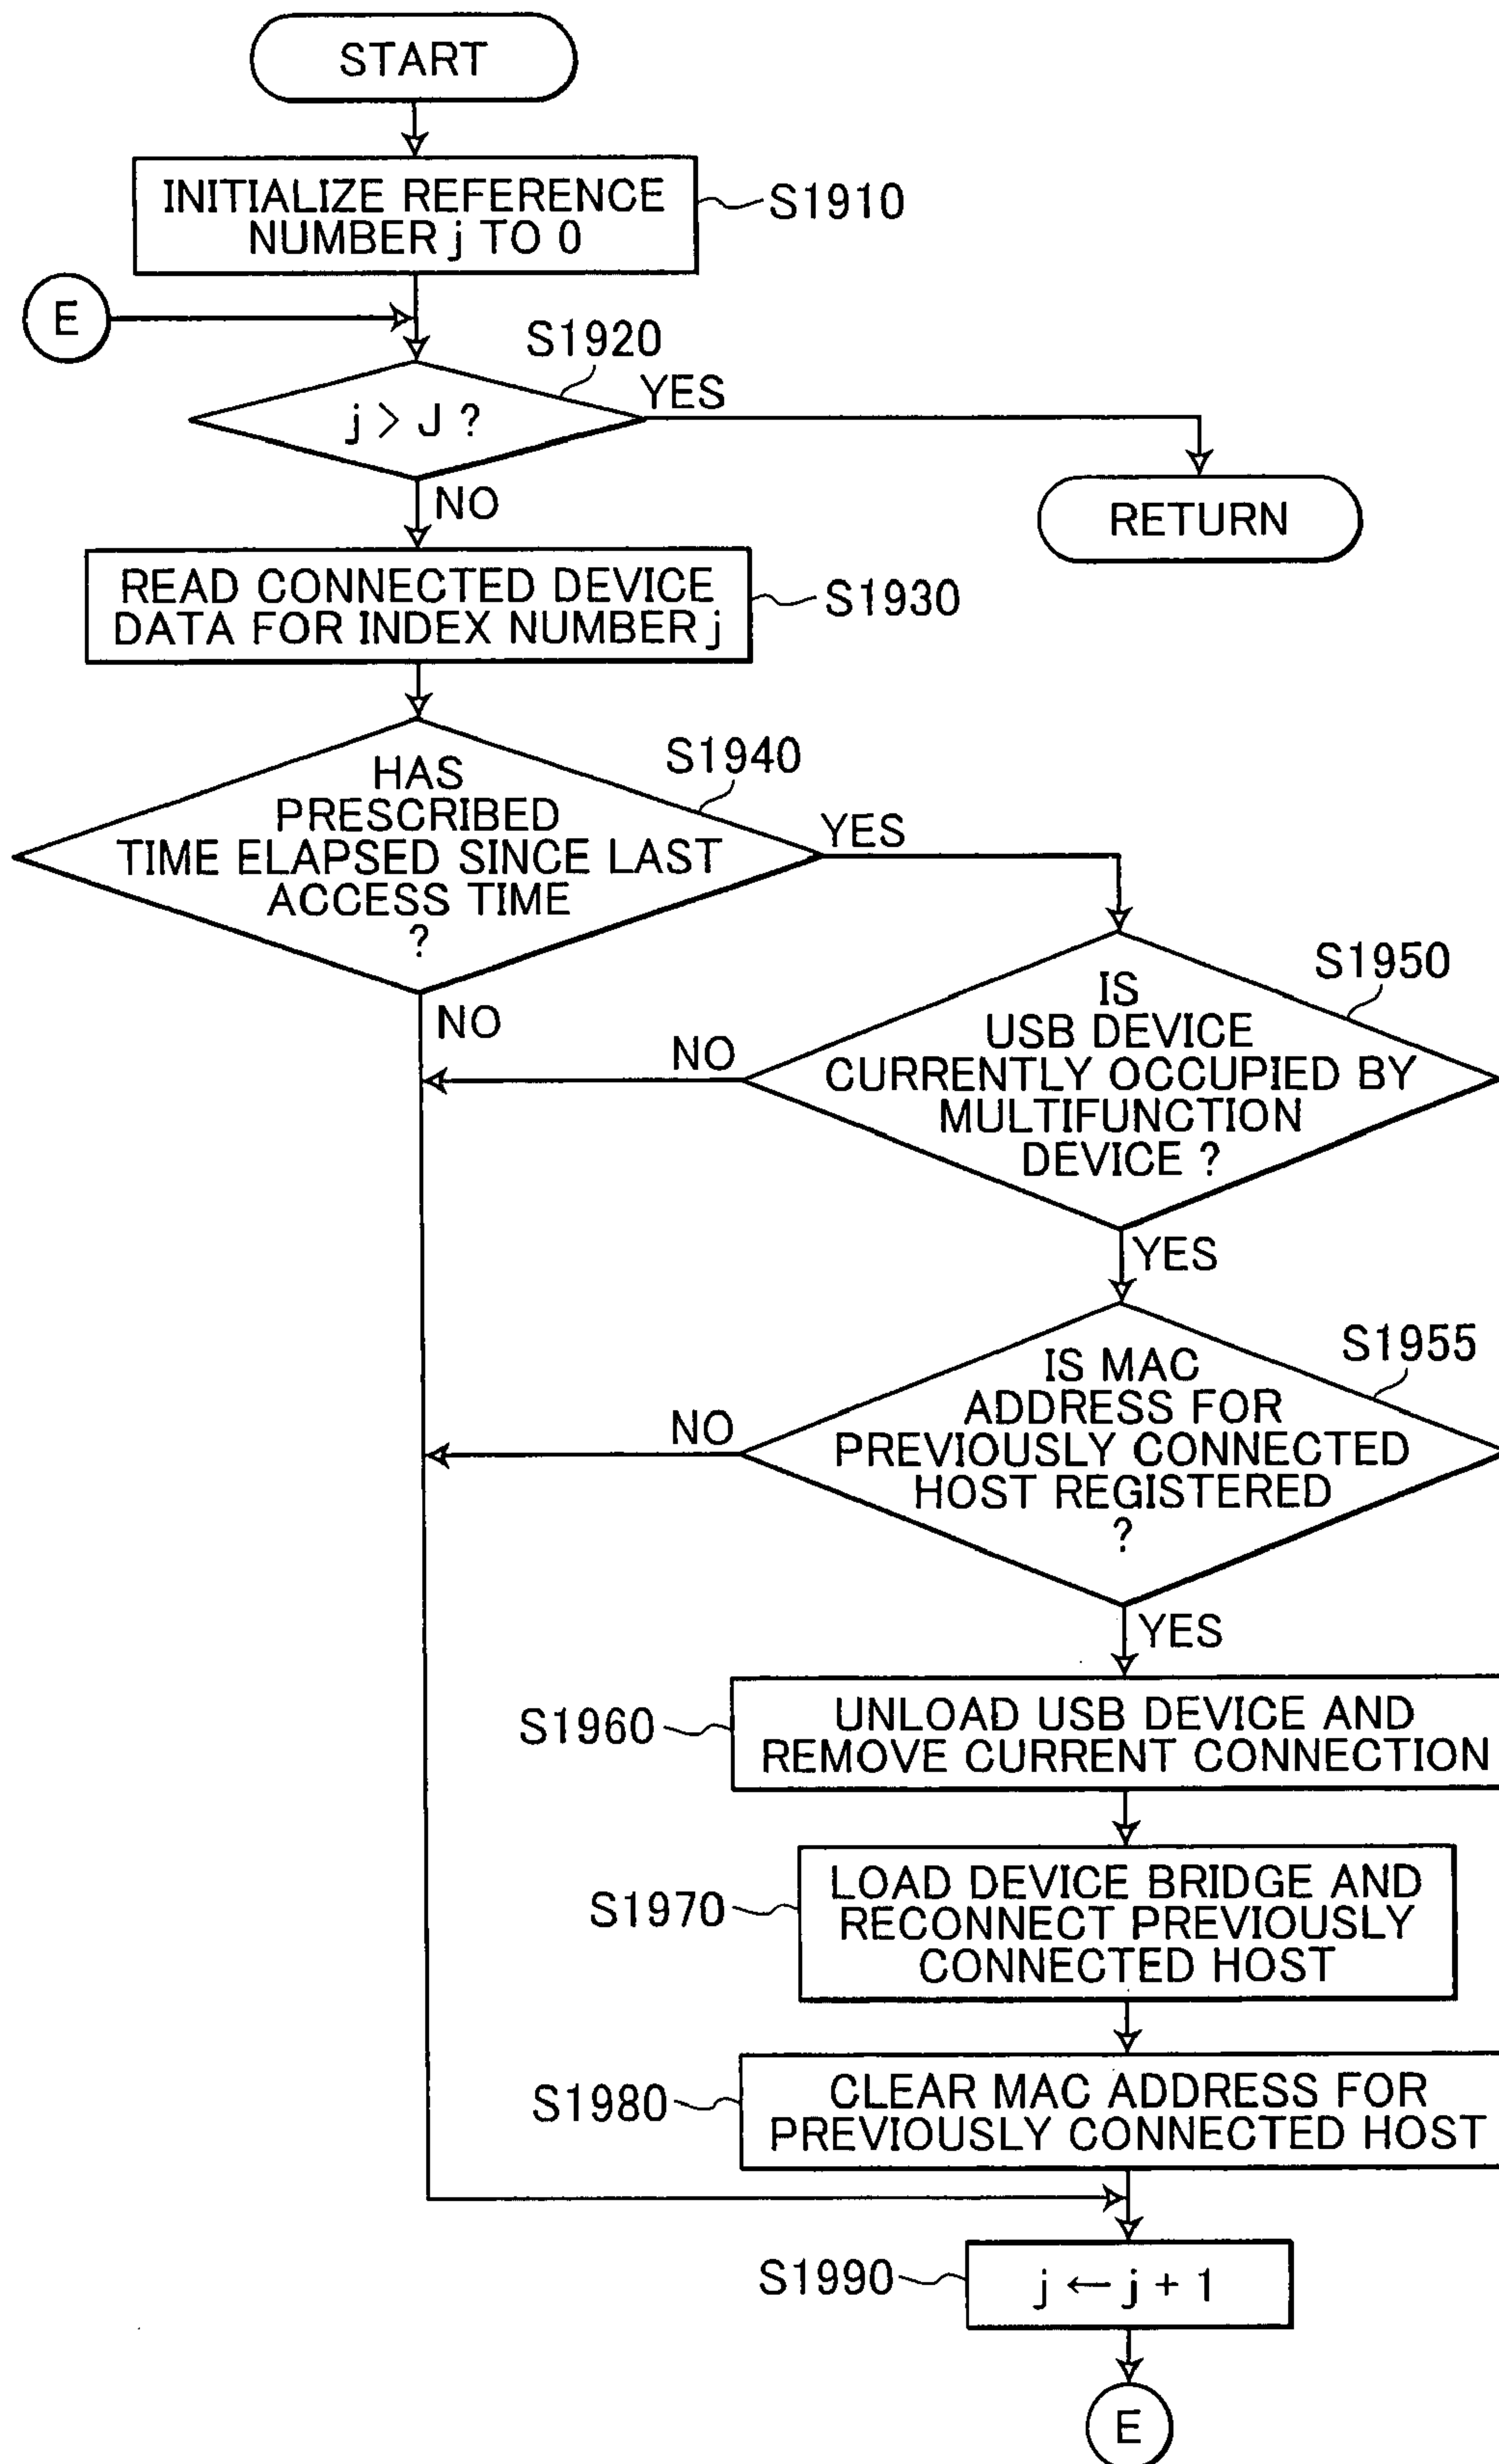 START
INITIALIZE REFERENCE
NUMBER j TO 0
S1910
E
S1920
j > J ?
YES
NO
RETURN
READ CONNECTED DEVICE
DATA FOR INDEX NUMBER j
S1930
S1940
HAS
PRESCRIBED
TIME ELAPSED SINCE LAST
ACCESS TIME
?
YES
NO
S1950
IS
USB DEVICE
CURRENTLY OCCUPIED BY
MULTIFUNCTION
DEVICE ?
NO
YES
S1955
IS MAC
ADDRESS FOR
PREVIOUSLY CONNECTED
HOST REGISTERED
?
NO
YES
S1960
UNLOAD USB DEVICE AND
REMOVE CURRENT CONNECTION
S1970
LOAD DEVICE BRIDGE AND
RECONNECT PREVIOUSLY
CONNECTED HOST
S1980
CLEAR MAC ADDRESS FOR
PREVIOUSLY CONNECTED HOST
S1990
j ← j + 1
E